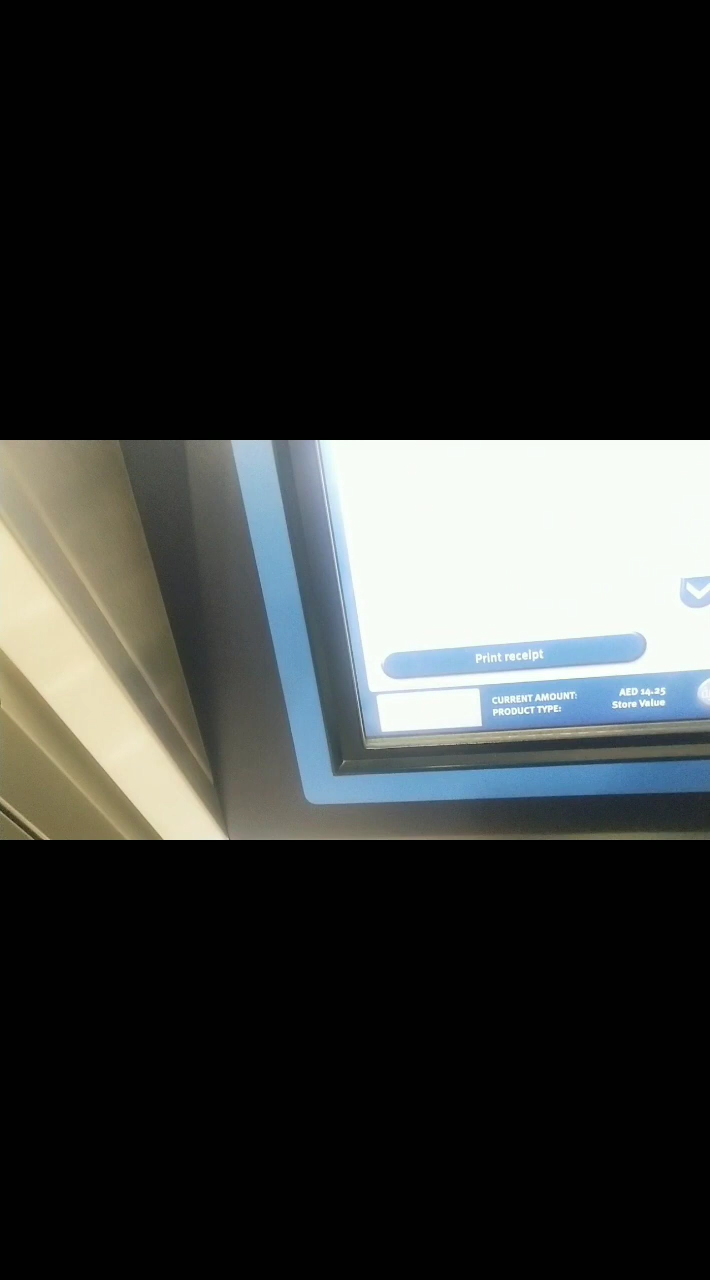 Print receipt
CURRENT AMOUNT: AED 14.25
PRODUCT TYPE: Store Value